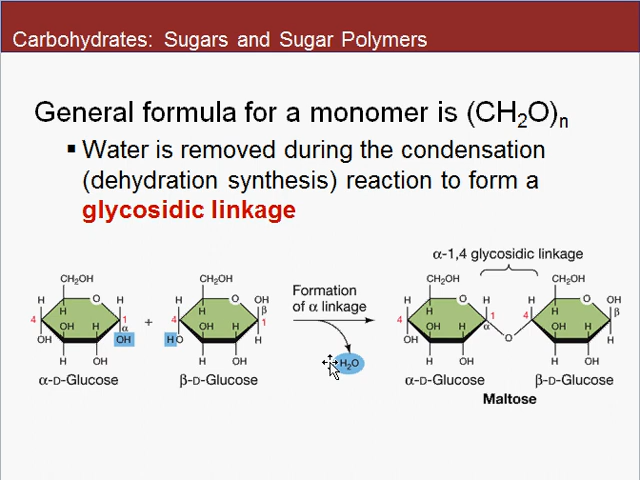 Carbohydrates: Sugars and Sugar Polymers
General formula for a monomer is (CH₂O)ₙ
▪ Water is removed during the condensation
(dehydration synthesis) reaction to form a
glycosidic linkage
α-1,4 glycosidic linkage
CH₂OH CH₂OH CH₂OH CH₂OH
Formation
of α linkage
H O H H O OH H O H H O OH
H H β H H β
4 1 4 1 4 1 4
α α
OH H + OH H OH H OH H
OH OH HO H OH O H
H OH H OH H OH H OH
H₂O
α-D-Glucose β-D-Glucose α-D-Glucose β-D-Glucose
Maltose